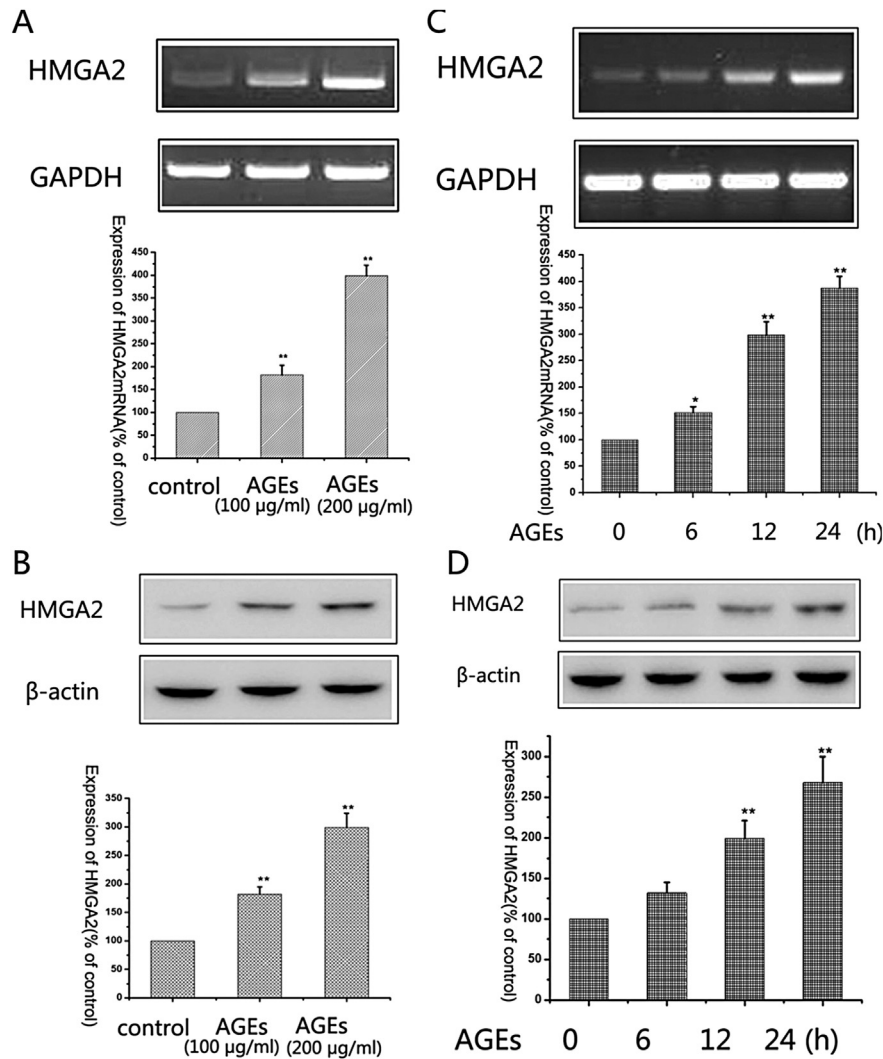 A
HMGA2
GAPDH
Expression of HMGA2mRNA(% of control)
450
400
350
300
250
200
150
100
50
0
**
**
control
AGEs
(100 µg/ml)
AGEs
(200 µg/ml)
C
HMGA2
GAPDH
Expression of HMGA2mRNA(% of control)
450
400
350
300
250
200
150
100
50
0
*
**
**
AGEs 0 6 12 24 (h)
B
HMGA2
β-actin
Expression of HMGA2(% of control)
350
300
250
200
150
100
50
0
**
**
control
AGEs
(100 µg/ml)
AGEs
(200 µg/ml)
D
HMGA2
β-actin
Expression of HMGA2(% of control)
300
250
200
150
100
50
0
**
**
AGEs 0 6 12 24 (h)